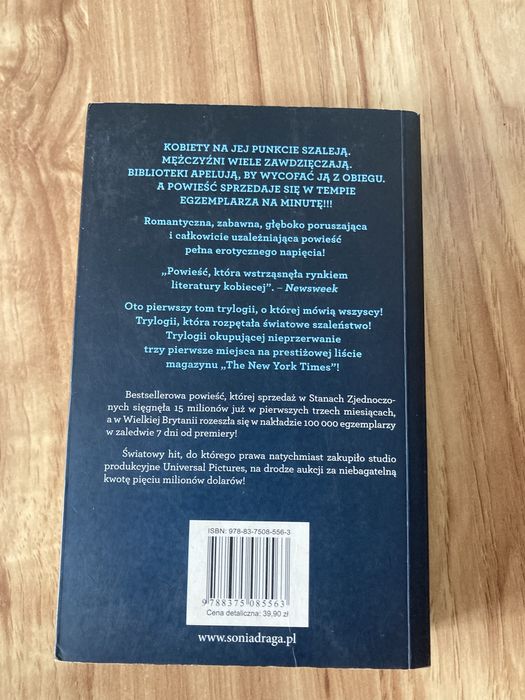 KOBIETY NA JEJ PUNKCIE SZALEJĄ.
MĘŻCZYŹNI WIELE ZAWDZIĘCZAJĄ.
BIBLIOTEKI APELUJĄ, BY WYCOFAĆ JĄ Z OBIEGU.
A POWIEŚĆ SPRZEDAJE SIĘ W TEMPIE
EGZEMPLARZA NA MINUTĘ!!!
Romantyczna, zabawna, głęboko poruszająca
i całkowicie uzależniająca powieść
pełna erotycznego napięcia!
„Powieść, która wstrząsnęła rynkiem
literatury kobiecej”. – Newsweek
Oto pierwszy tom trylogii, o której mówią wszyscy!
Trylogii, która rozpętała światowe szaleństwo!
Trylogii okupującej nieprzerwanie
trzy pierwsze miejsca na prestiżowej liście
magazynu „The New York Times”!
Bestsellerowa powieść, której sprzedaż w Stanach Zjednoczo-
nych sięgnęła 15 milionów już w pierwszych trzech miesiącach,
a w Wielkiej Brytanii rozeszła się w nakładzie 100 000 egzemplarzy
w zaledwie 7 dni od premiery!
Światowy hit, do którego prawa natychmiast zakupiło studio
produkcyjne Universal Pictures, na drodze aukcji za niebagatelną
kwotę pięciu milionów dolarów!
ISBN: 978-83-7508-556-3
9 788375 085563
Cena detaliczna: 39,90 zł
www.soniadraga.pl